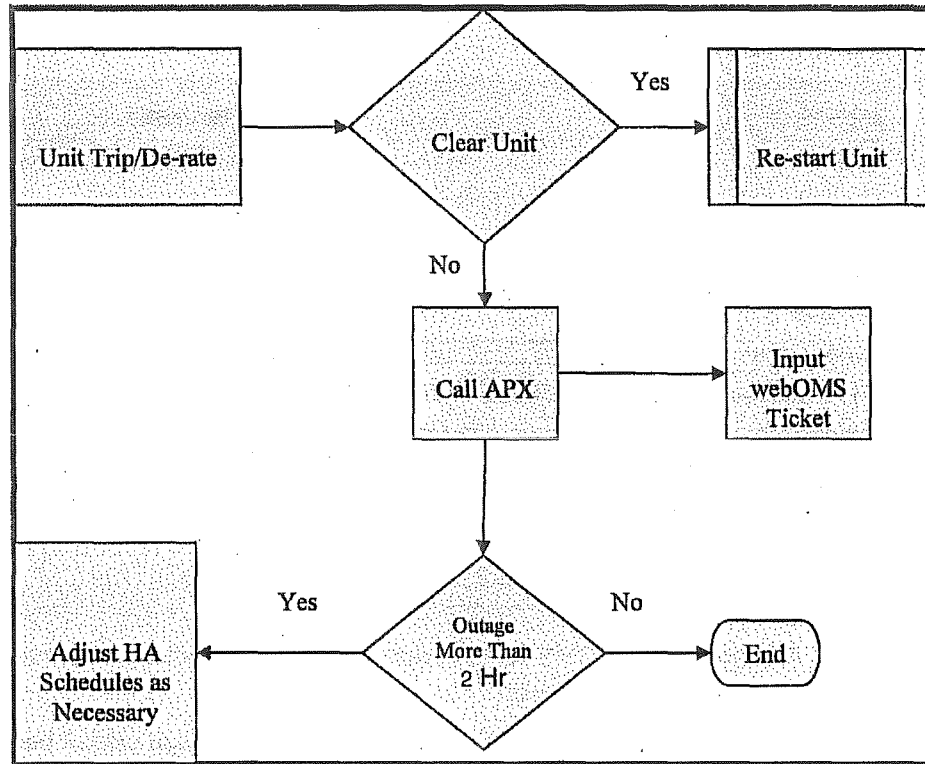 Unit Trip/De-rate
Clear Unit
Yes
Re-start Unit
No
Call APX
Input
webOMS
Ticket
Yes
No
Adjust HA
Schedules as
Necessary
Outage
More Than
2 Hr
End